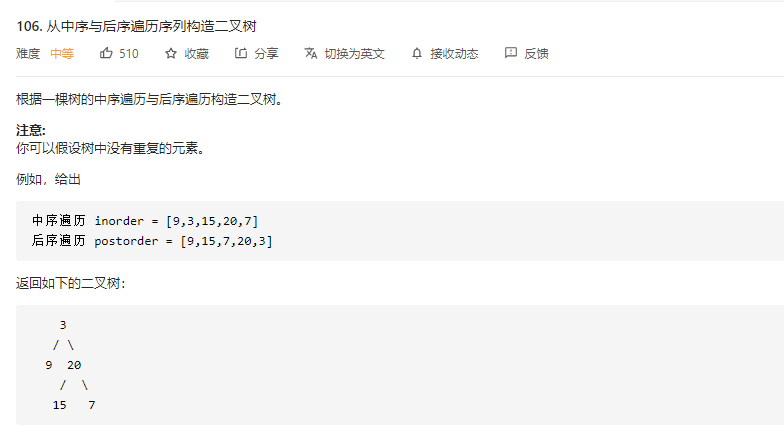 106. 从中序与后序遍历序列构造二叉树
难度 中等 510 收藏 分享 切换为英文 接收动态 反馈
根据一棵树的中序遍历与后序遍历构造二叉树。
注意:
你可以假设树中没有重复的元素。
例如，给出
中序遍历 inorder = [9,3,15,20,7]
后序遍历 postorder = [9,15,7,20,3]
返回如下的二叉树：
3
/ \
9 20
/ \
15 7